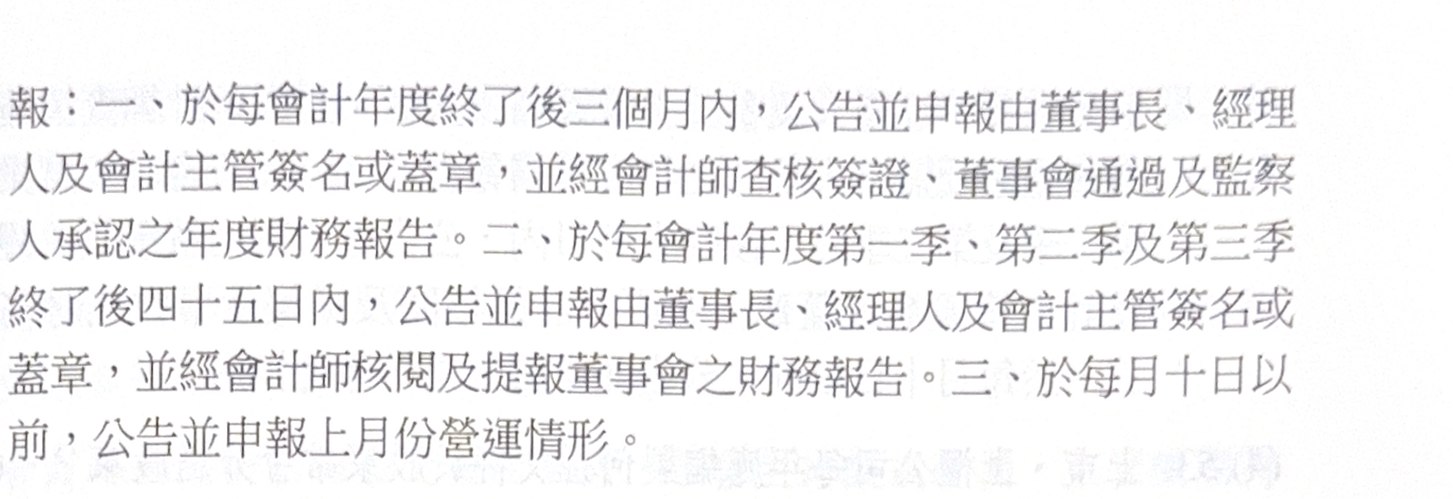 報：一、於每會計年度終了後三個月內，公告並申報由董事長、經理
人及會計主管簽名或蓋章，並經會計師查核簽證、董事會通過及監察
人承認之年度財務報告。二、於每會計年度第一季、第二季及第三季
終了後四十五日內，公告並申報由董事長、經理人及會計主管簽名或
蓋章，並經會計師核閱及提報董事會之財務報告。三、於每月十日以
前，公告並申報上月份營運情形。